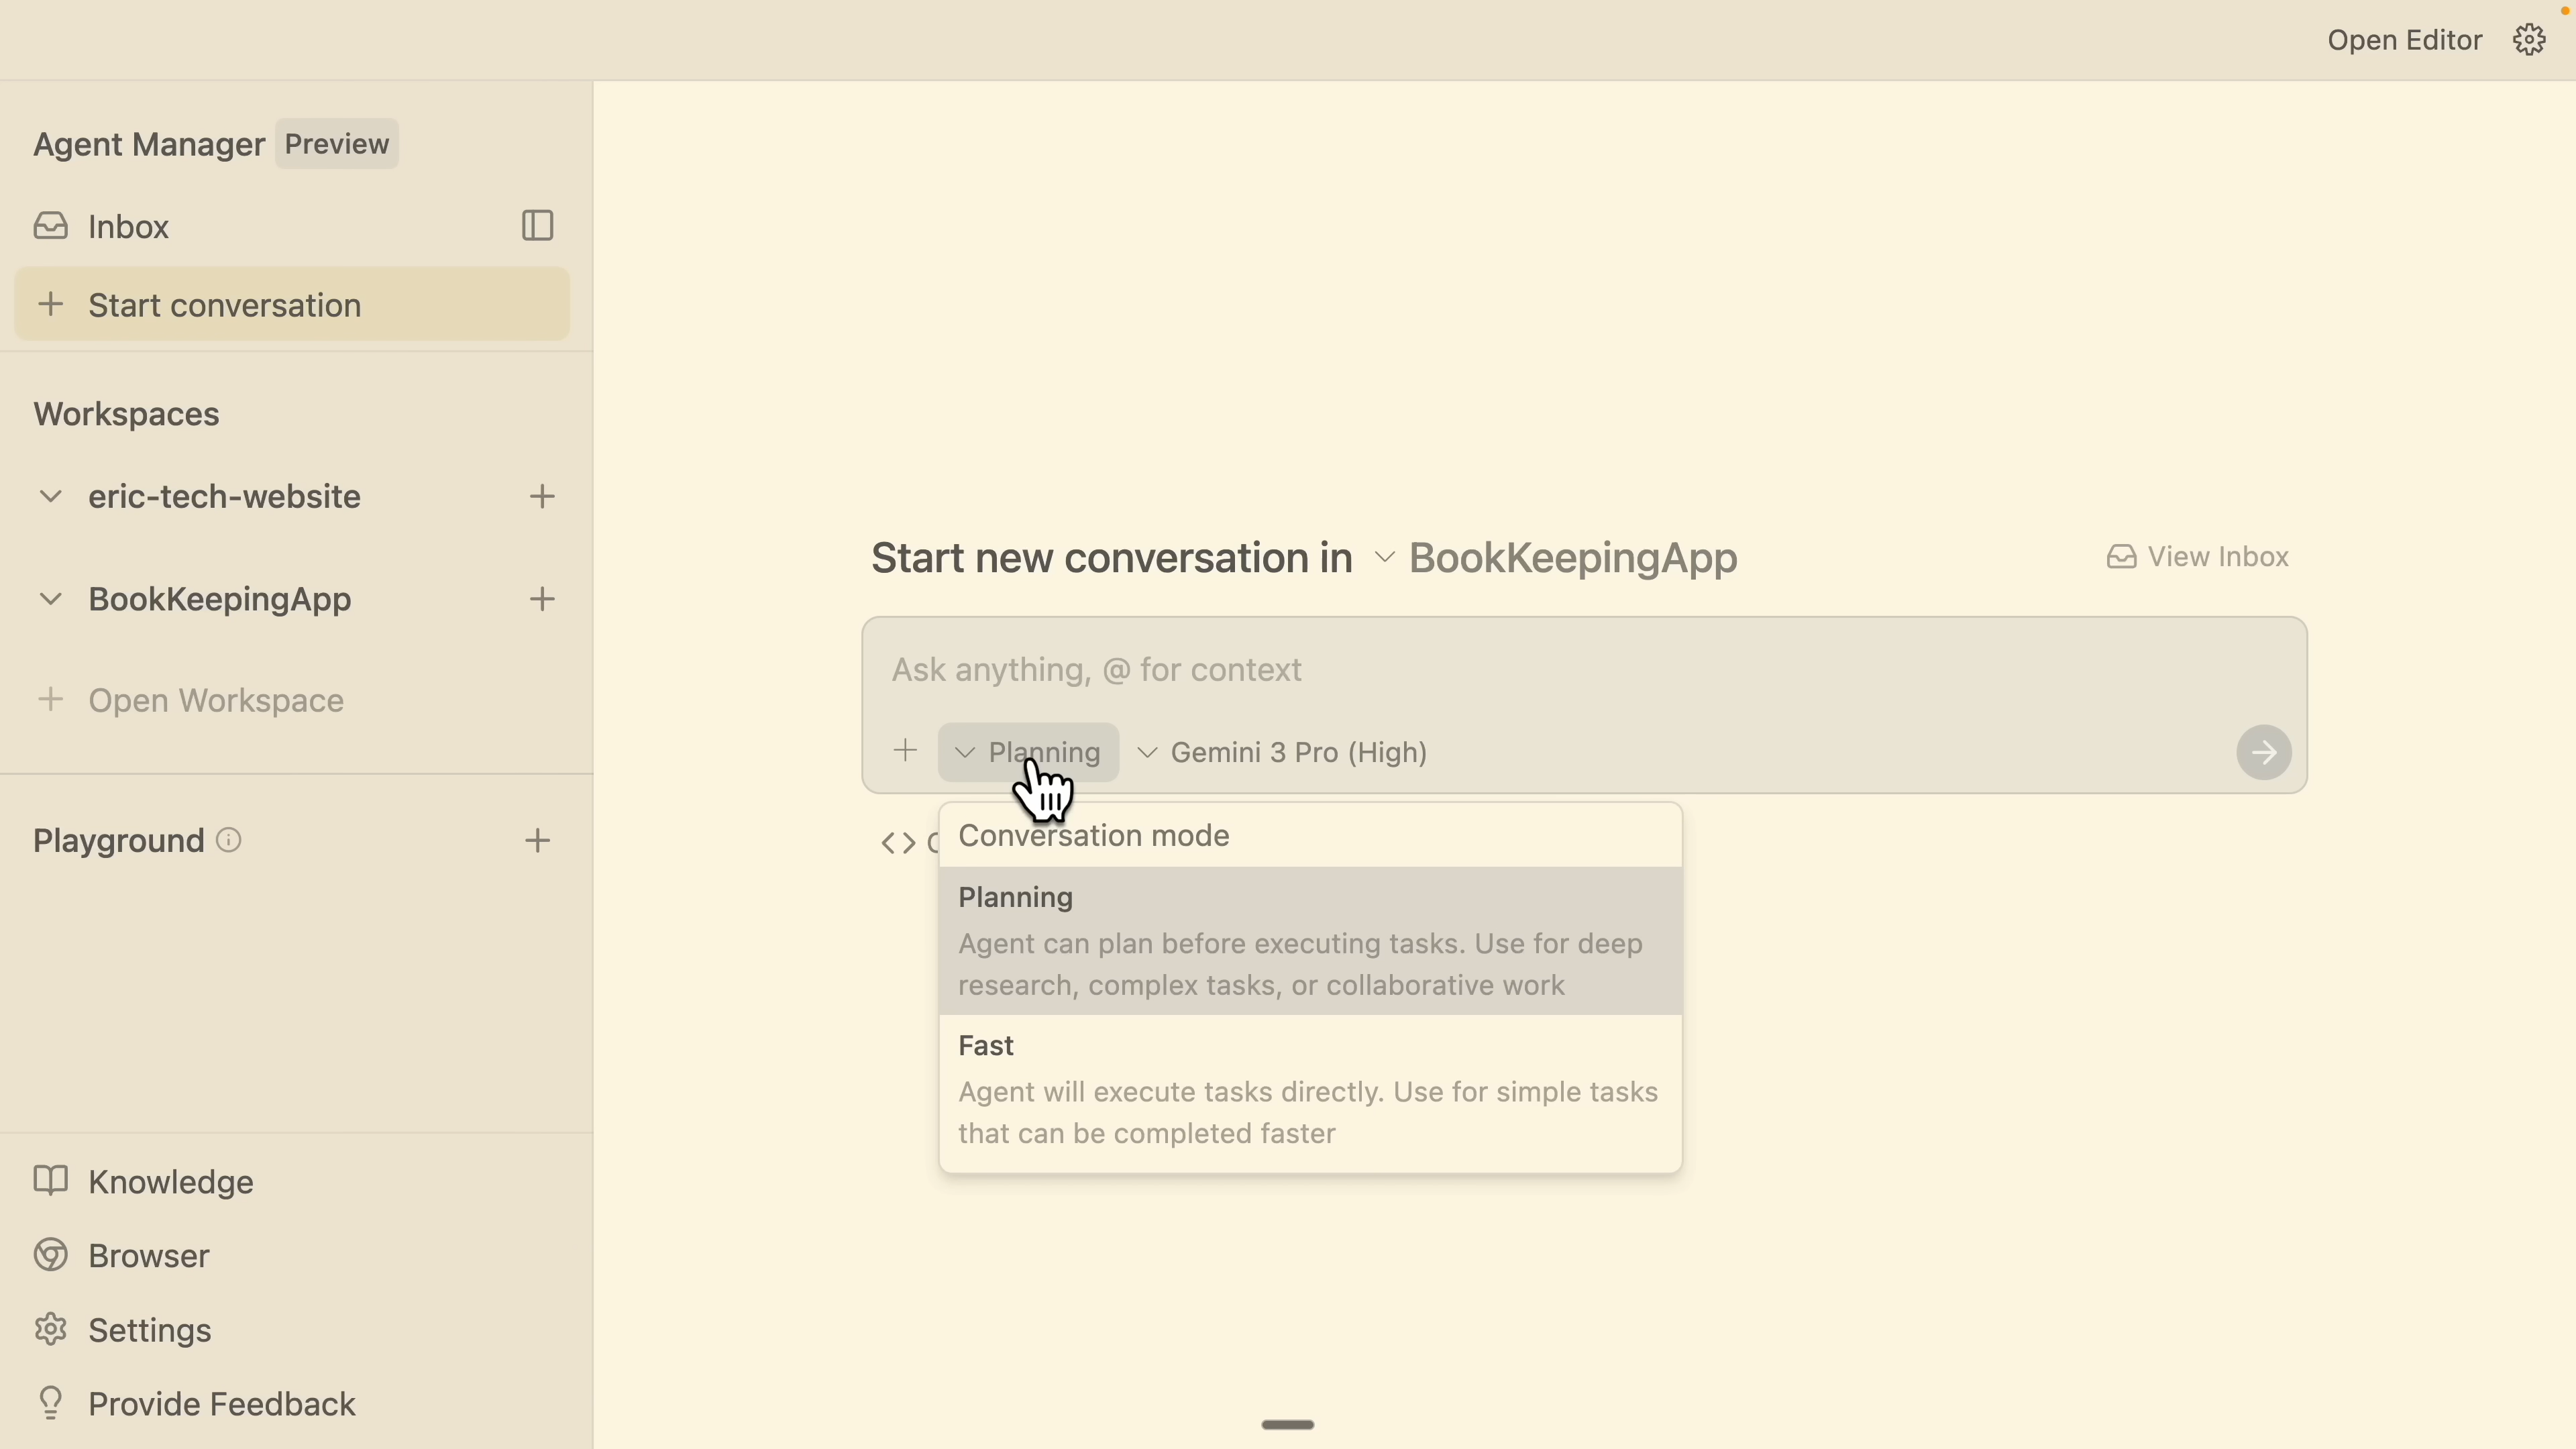 Open Editor
Agent Manager Preview
Inbox
Start conversation
Workspaces
eric-tech-website
BookKeepingApp
Open Workspace
Playground
Knowledge
Browser
Settings
Provide Feedback
Start new conversation in BookKeepingApp
View Inbox
Ask anything, @ for context
Planning Gemini 3 Pro (High)
Conversation mode
Planning
Agent can plan before executing tasks. Use for deep
research, complex tasks, or collaborative work
Fast
Agent will execute tasks directly. Use for simple tasks
that can be completed faster